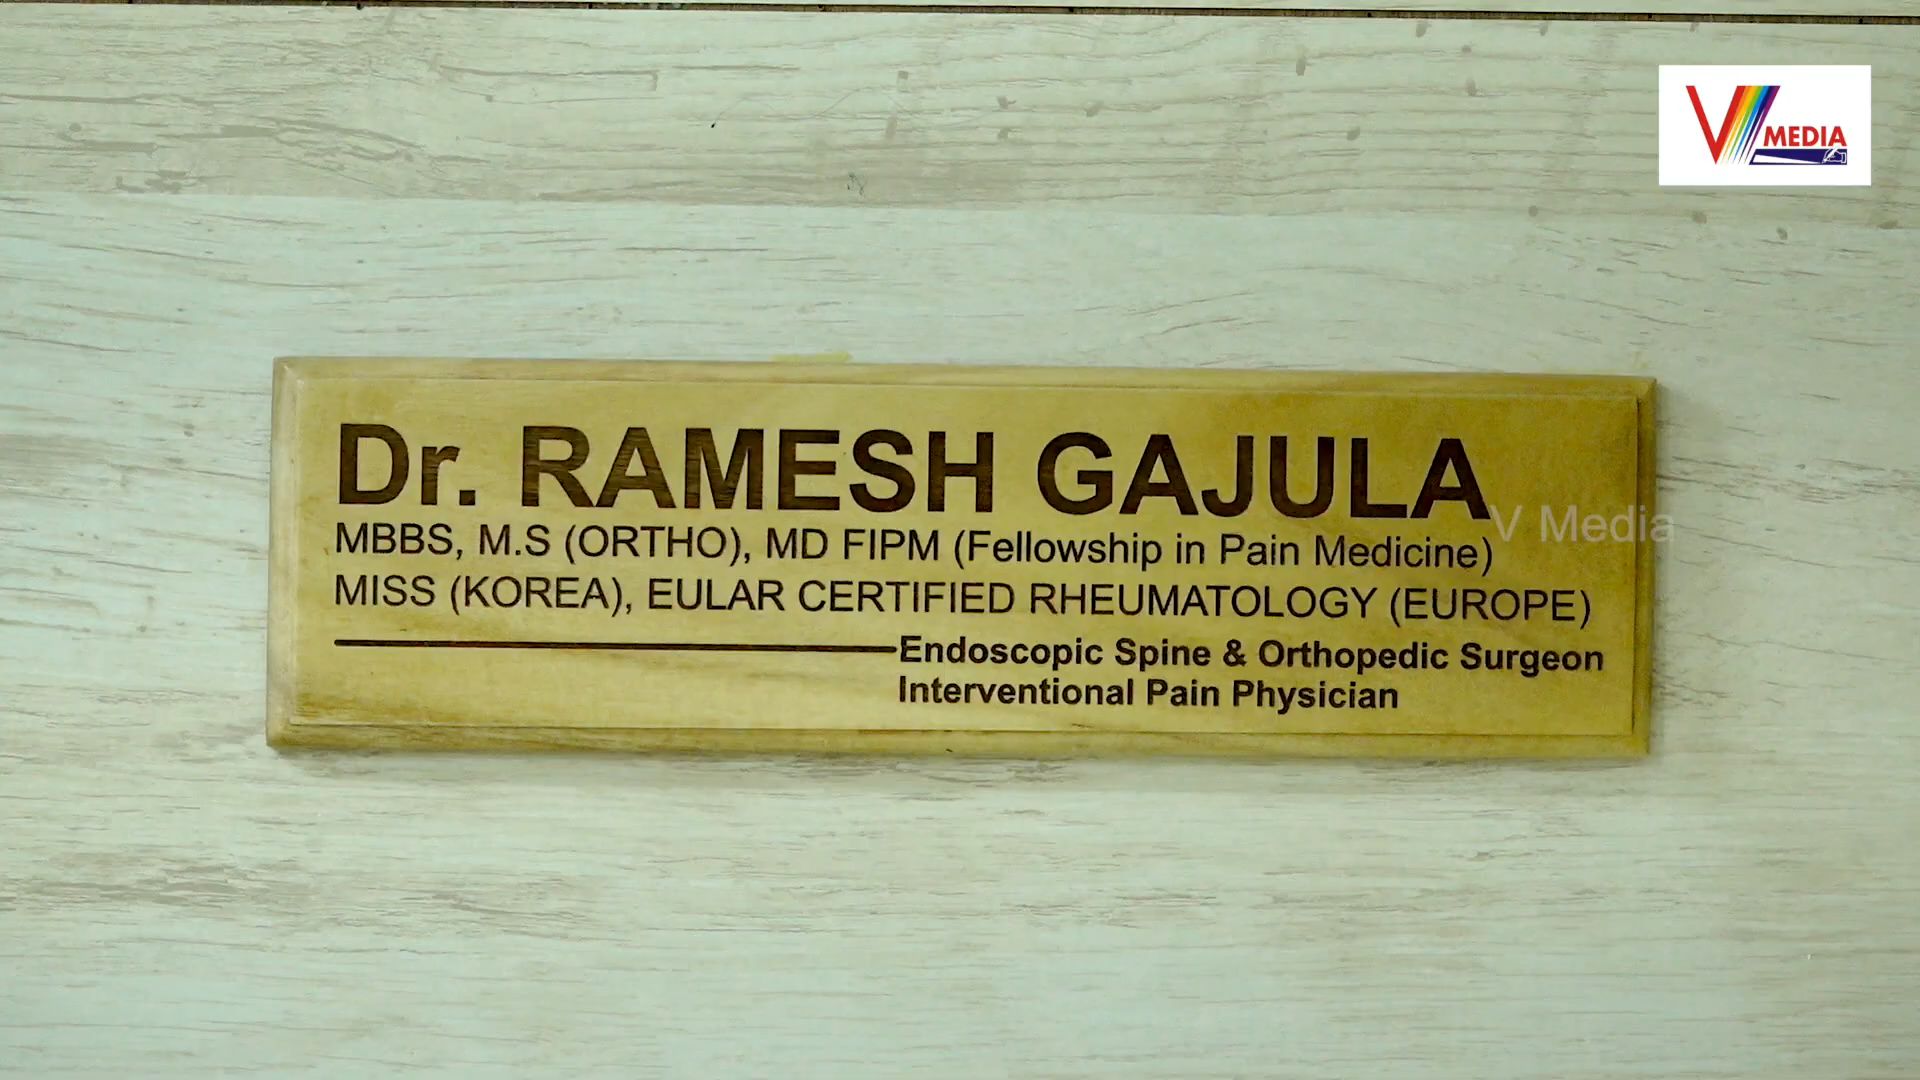 V MEDIA
Dr. RAMESH GAJULA
V Media
MBBS, M.S (ORTHO), MD FIPM (Fellowship in Pain Medicine)
MISS (KOREA), EULAR CERTIFIED RHEUMATOLOGY (EUROPE)
Endoscopic Spine & Orthopedic Surgeon
Interventional Pain Physician